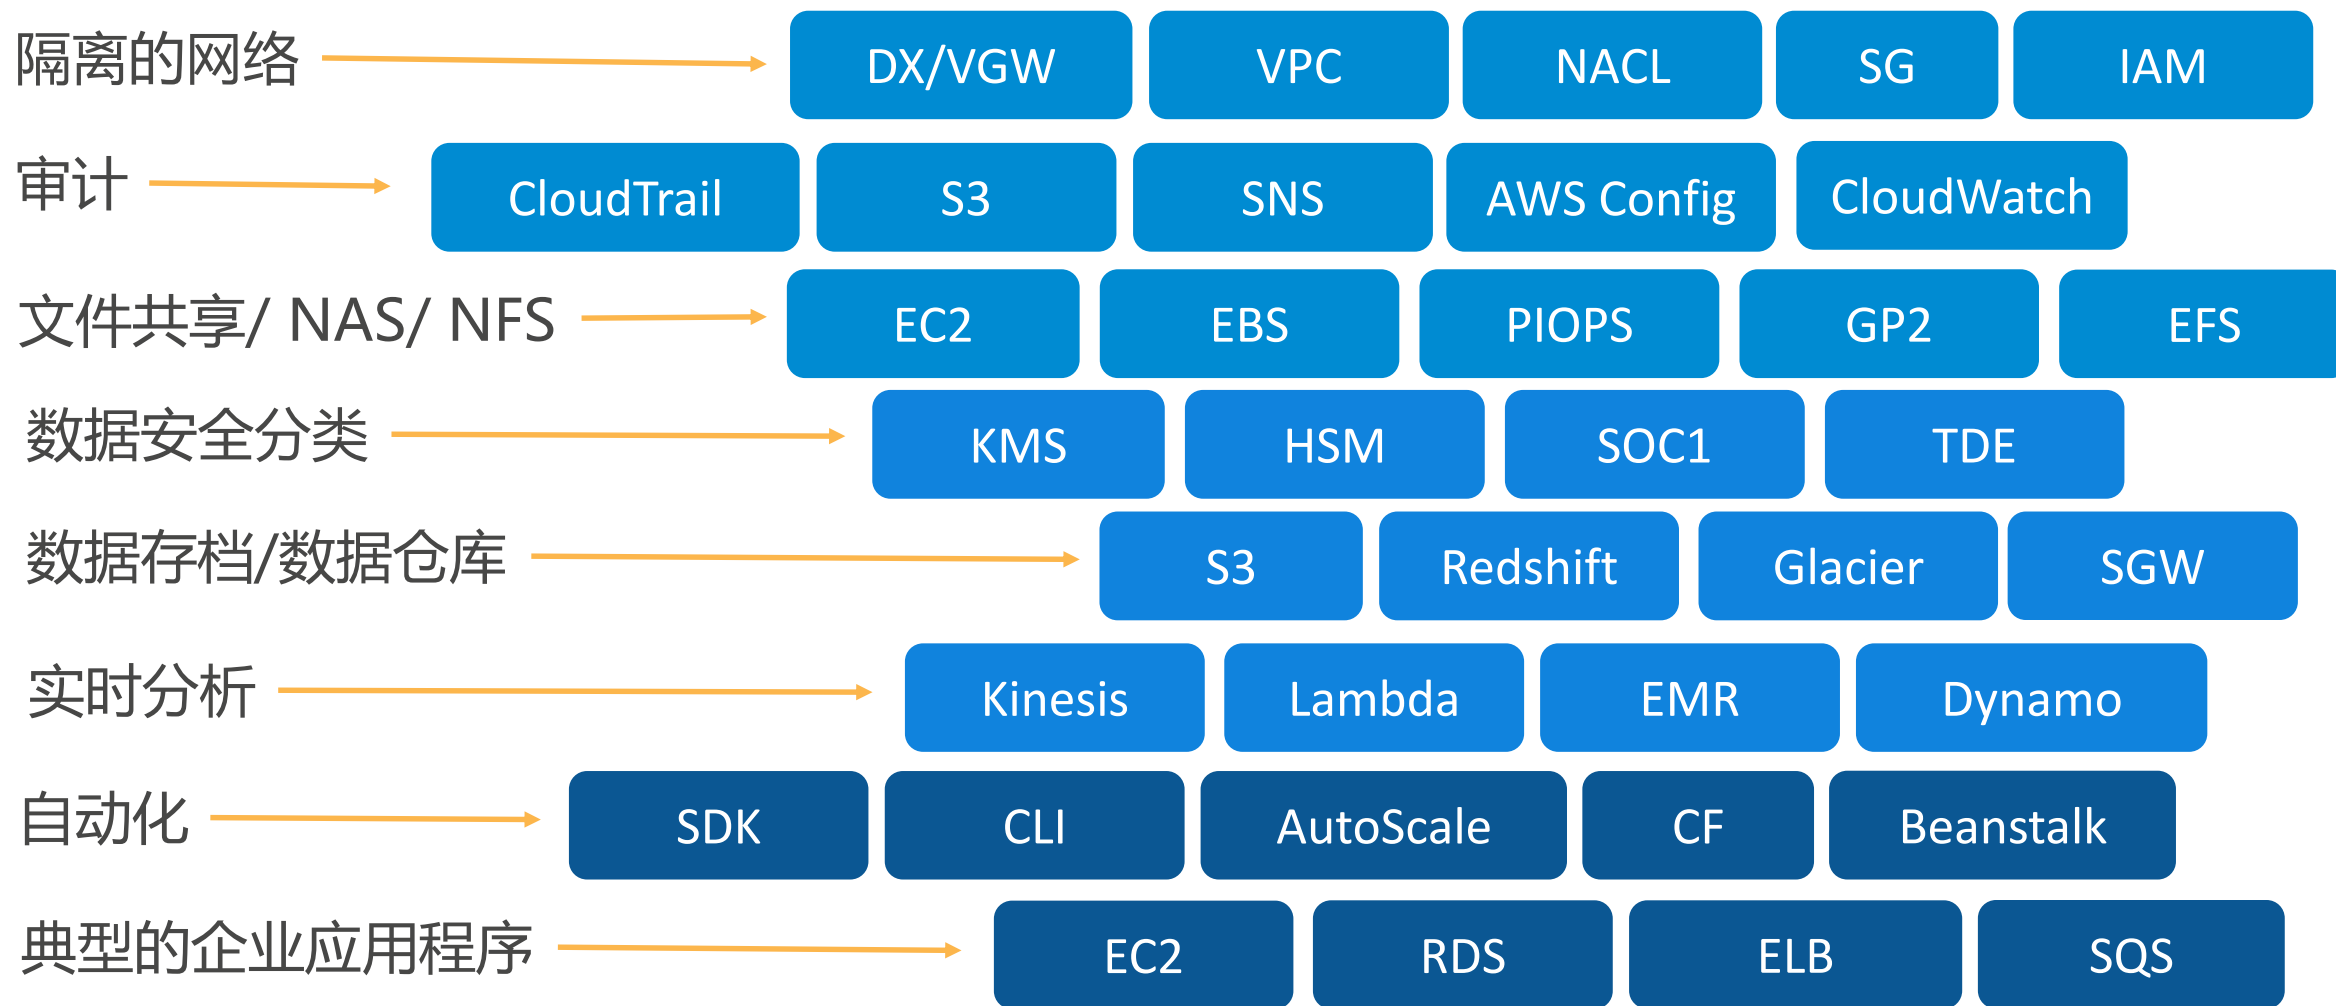 隔离的网络 DX/VGW VPC NACL SG IAM
审计 CloudTrail S3 SNS AWS Config CloudWatch
文件共享/ NAS/ NFS EC2 EBS PIOPS GP2 EFS
数据安全分类 KMS HSM SOC1 TDE
数据存档/数据仓库 S3 Redshift Glacier SGW
实时分析 Kinesis Lambda EMR Dynamo
自动化 SDK CLI AutoScale CF Beanstalk
典型的企业应用程序 EC2 RDS ELB SQS